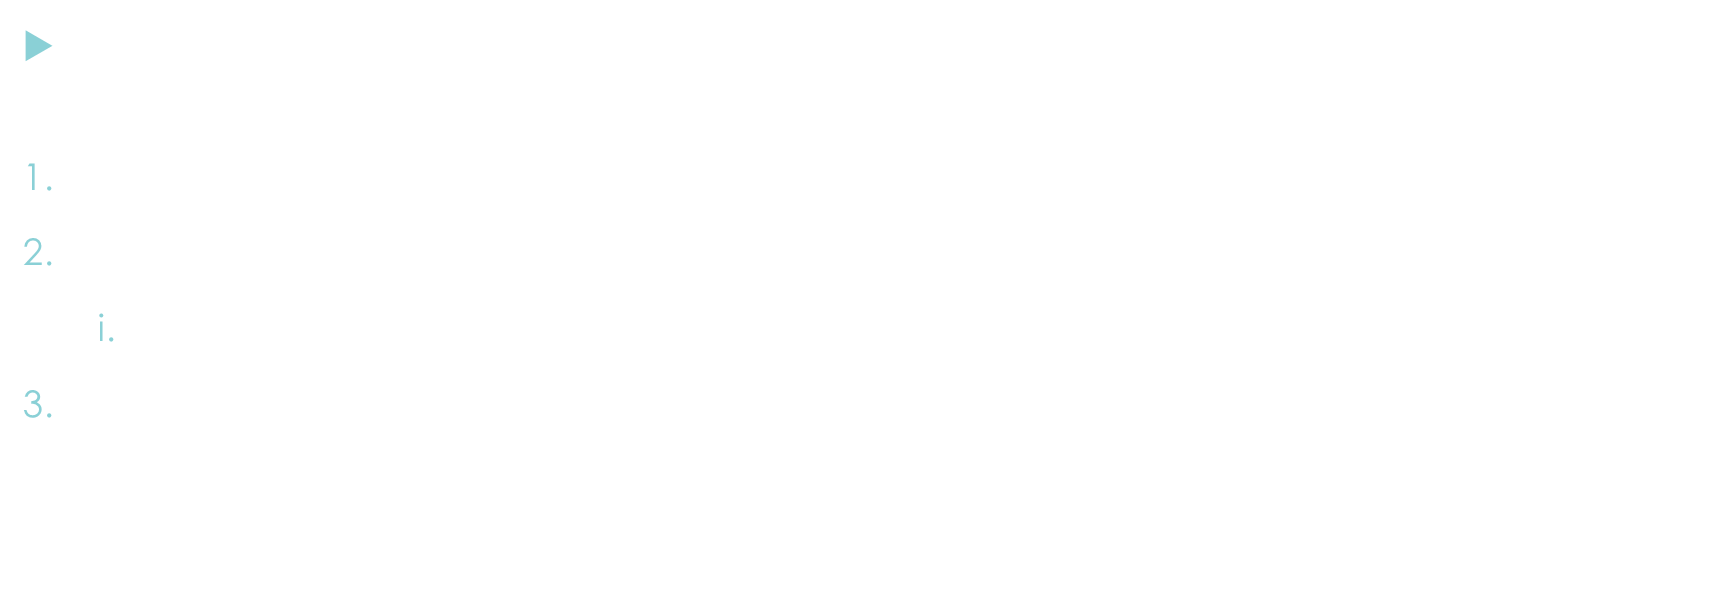 ▶
1.
2.
i.
3.